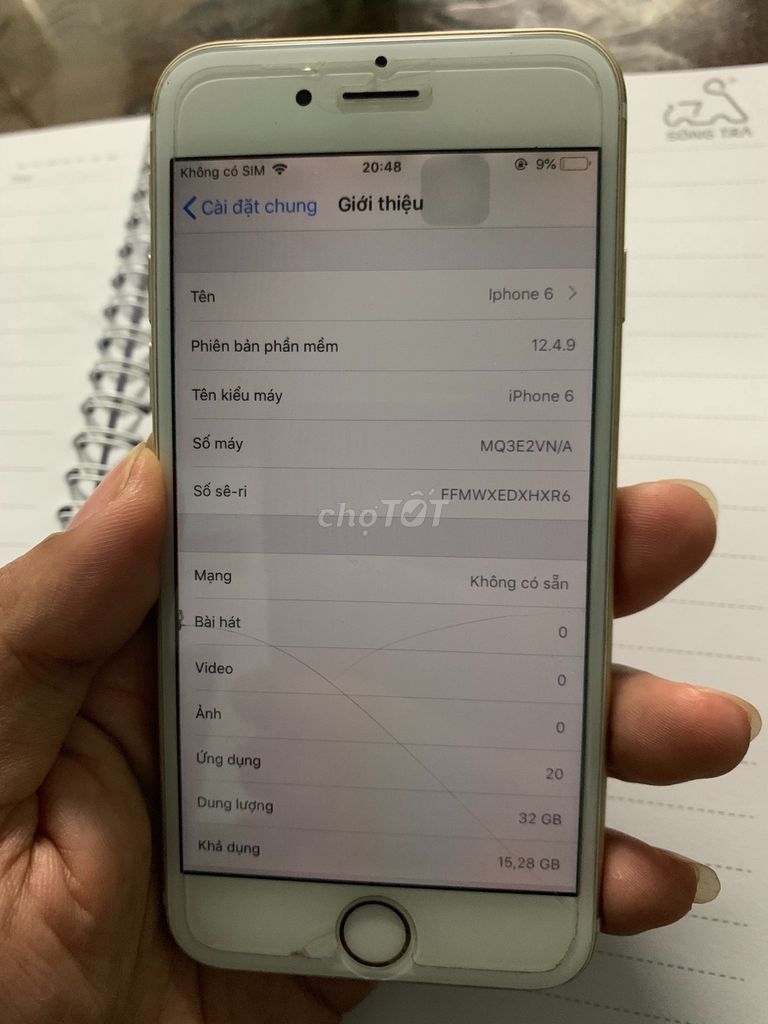 SÔNG TRÀ
Không có SIM 20:48 9%
Cài đặt chung Giới thiệu
Tên Iphone 6
Phiên bản phần mềm 12.4.9
Tên kiểu máy iPhone 6
Số máy MQ3E2VN/A
Số sê-ri FFMWXEDXHXR6
chợTỐT
Mạng Không có sẵn
Bài hát 0
Video 0
Ảnh 0
Ứng dụng 20
Dung lượng 32 GB
Khả dụng 15,28 GB